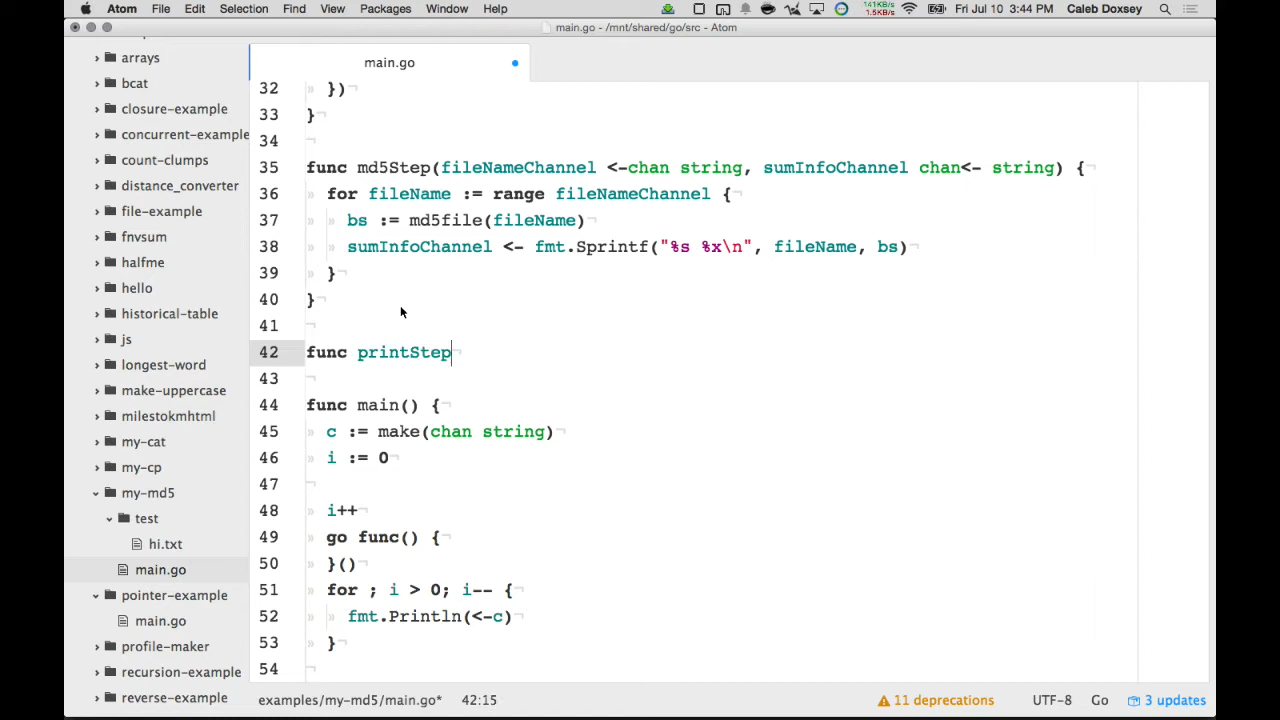 Atom File Edit Selection Find View Packages Window Help
141KB/s
1.5KB/s
Fri Jul 10 3:44 PM Caleb Doxsey
main.go - /mnt/shared/go/src - Atom
arrays
bcat
closure-example
concurrent-example
count-clumps
distance_converter
file-example
fnvsum
halfme
hello
historical-table
js
longest-word
make-uppercase
milestokmhtml
my-cat
my-cp
my-md5
test
hi.txt
main.go
pointer-example
main.go
profile-maker
recursion-example
reverse-example
main.go
32 })
33 }
34
35 func md5Step(fileNameChannel <-chan string, sumInfoChannel chan<- string) {
36 for fileName := range fileNameChannel {
37 bs := md5file(fileName)
38 sumInfoChannel <- fmt.Sprintf("%s %x\n", fileName, bs)
39 }
40 }
41
42 func printStep
43
44 func main() {
45 c := make(chan string)
46 i := 0
47
48 i++
49 go func() {
50 }()
51 for ; i > 0; i-- {
52 fmt.Println(<-c)
53 }
54
examples/my-md5/main.go* 42:15 11 deprecations UTF-8 Go 3 updates